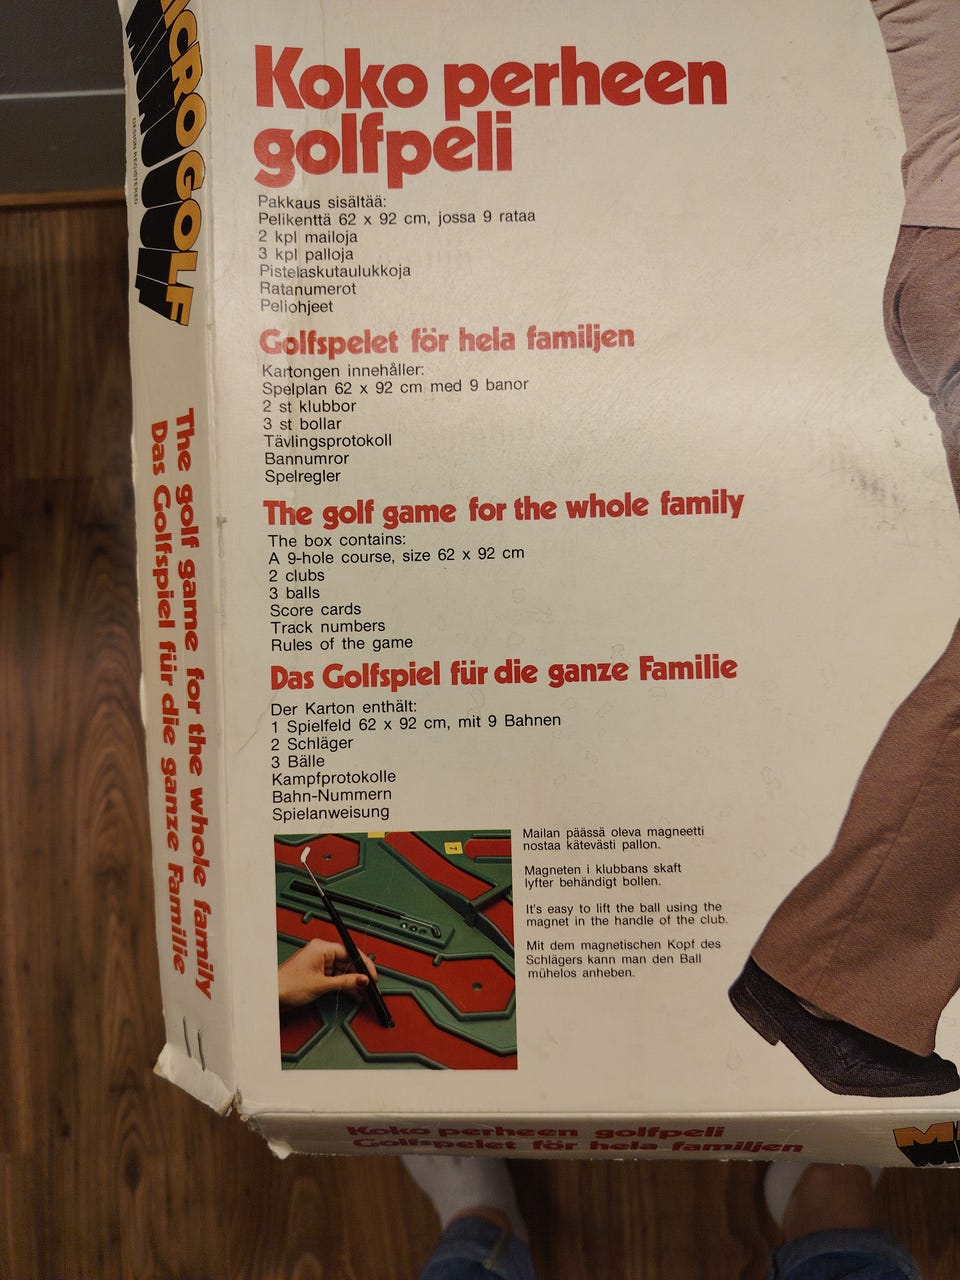 Koko perheen
golfpeli
Pakkaus sisältää:
Pelikenttä 62 x 92 cm, jossa 9 rataa
2 kpl mailoja
3 kpl palloja
Pistelaskutaulukkoja
Ratanumerot
Peliohjeet
Golfspelet för hela familjen
Kartongen innehåller:
Spelplan 62 x 92 cm med 9 banor
2 st klubbor
3 st bollar
Tävlingsprotokoll
Bannumror
Spelregler
The golf game for the whole family
The box contains:
A 9-hole course, size 62 x 92 cm
2 clubs
3 balls
Score cards
Track numbers
Rules of the game
Das Golfspiel für die ganze Familie
Der Karton enthält:
1 Spielfeld 62 x 92 cm, mit 9 Bahnen
2 Schläger
3 Bälle
Kampfprotokolle
Bahn-Nummern
Spielanweisung
7
Mailan päässä oleva magneetti
nostaa kätevästi pallon.
Magneten i klubbans skaft
lyfter behändigt bollen.
It's easy to lift the ball using the
magnet in the handle of the club.
Mit dem magnetischen Kopf des
Schlägers kann man den Ball
mühelos anheben.
MICRO GOLF
DESIGN REGISTERED
The golf game for the whole family
Das Golfspiel für die ganze Familie
Koko perheen golfpeli
Golfspelet för hela familjen